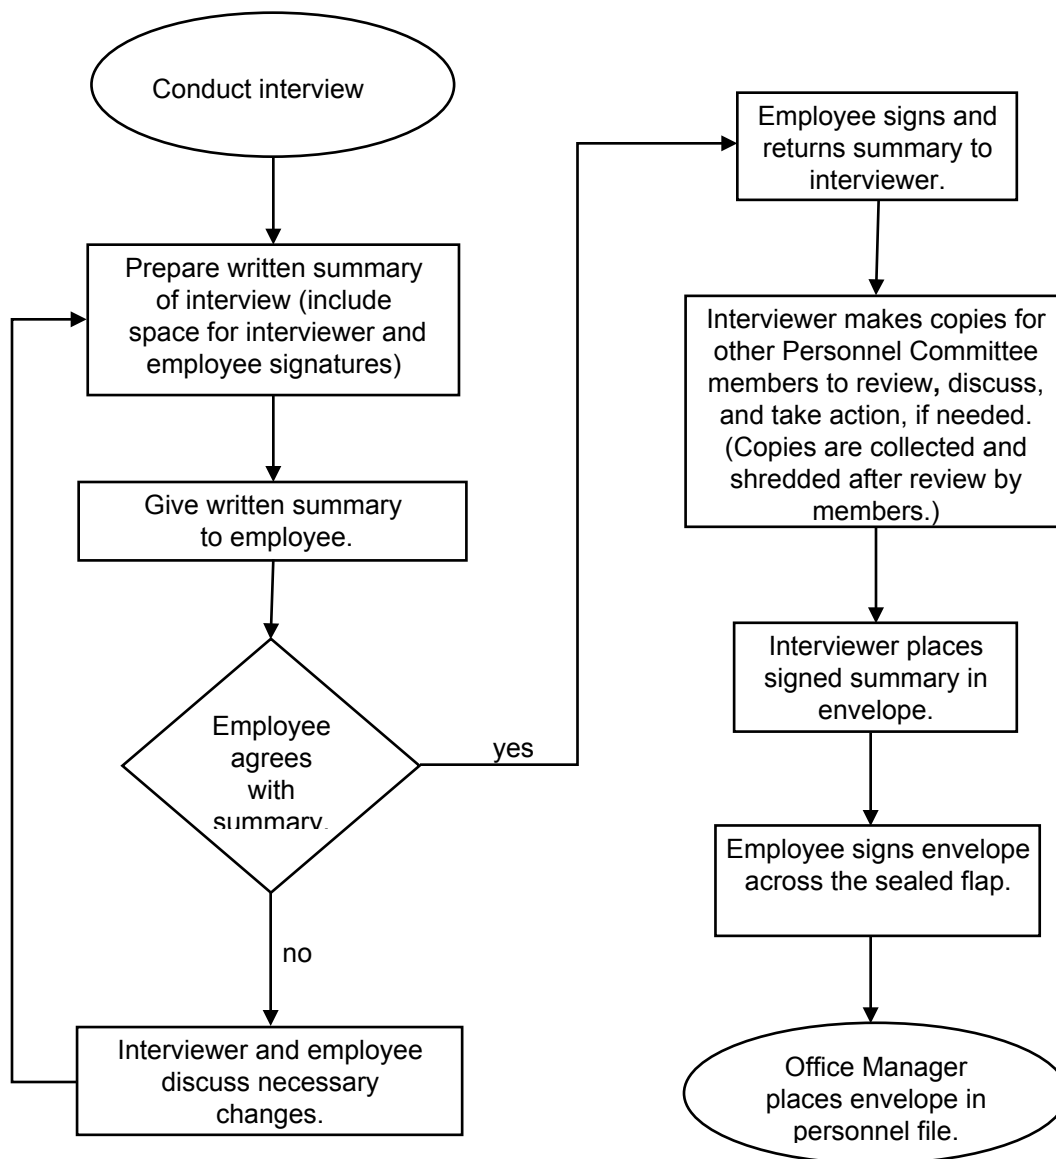 Conduct interview
Prepare written summary
of interview (include
space for interviewer and
employee signatures)
Give written summary
to employee.
Employee
agrees
with
summary.
yes
no
Interviewer and employee
discuss necessary
changes.
Employee signs and
returns summary to
interviewer.
Interviewer makes copies for
other Personnel Committee
members to review, discuss,
and take action, if needed.
(Copies are collected and
shredded after review by
members.)
Interviewer places
signed summary in
envelope.
Employee signs envelope
across the sealed flap.
Office Manager
places envelope in
personnel file.